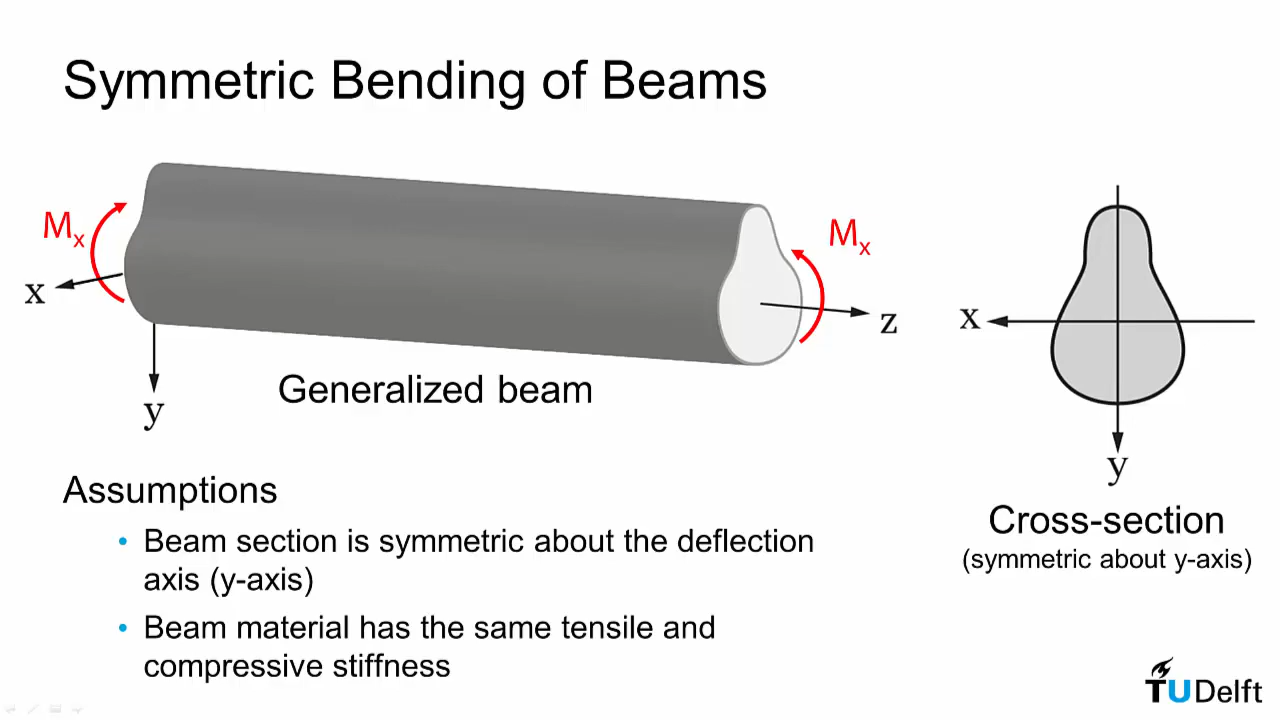 Symmetric Bending of Beams
Mx
Mx
x
z
y
Generalized beam
x
y
Cross-section
(symmetric about y-axis)
Assumptions
• Beam section is symmetric about the deflection
axis (y-axis)
• Beam material has the same tensile and
compressive stiffness
TUDelft